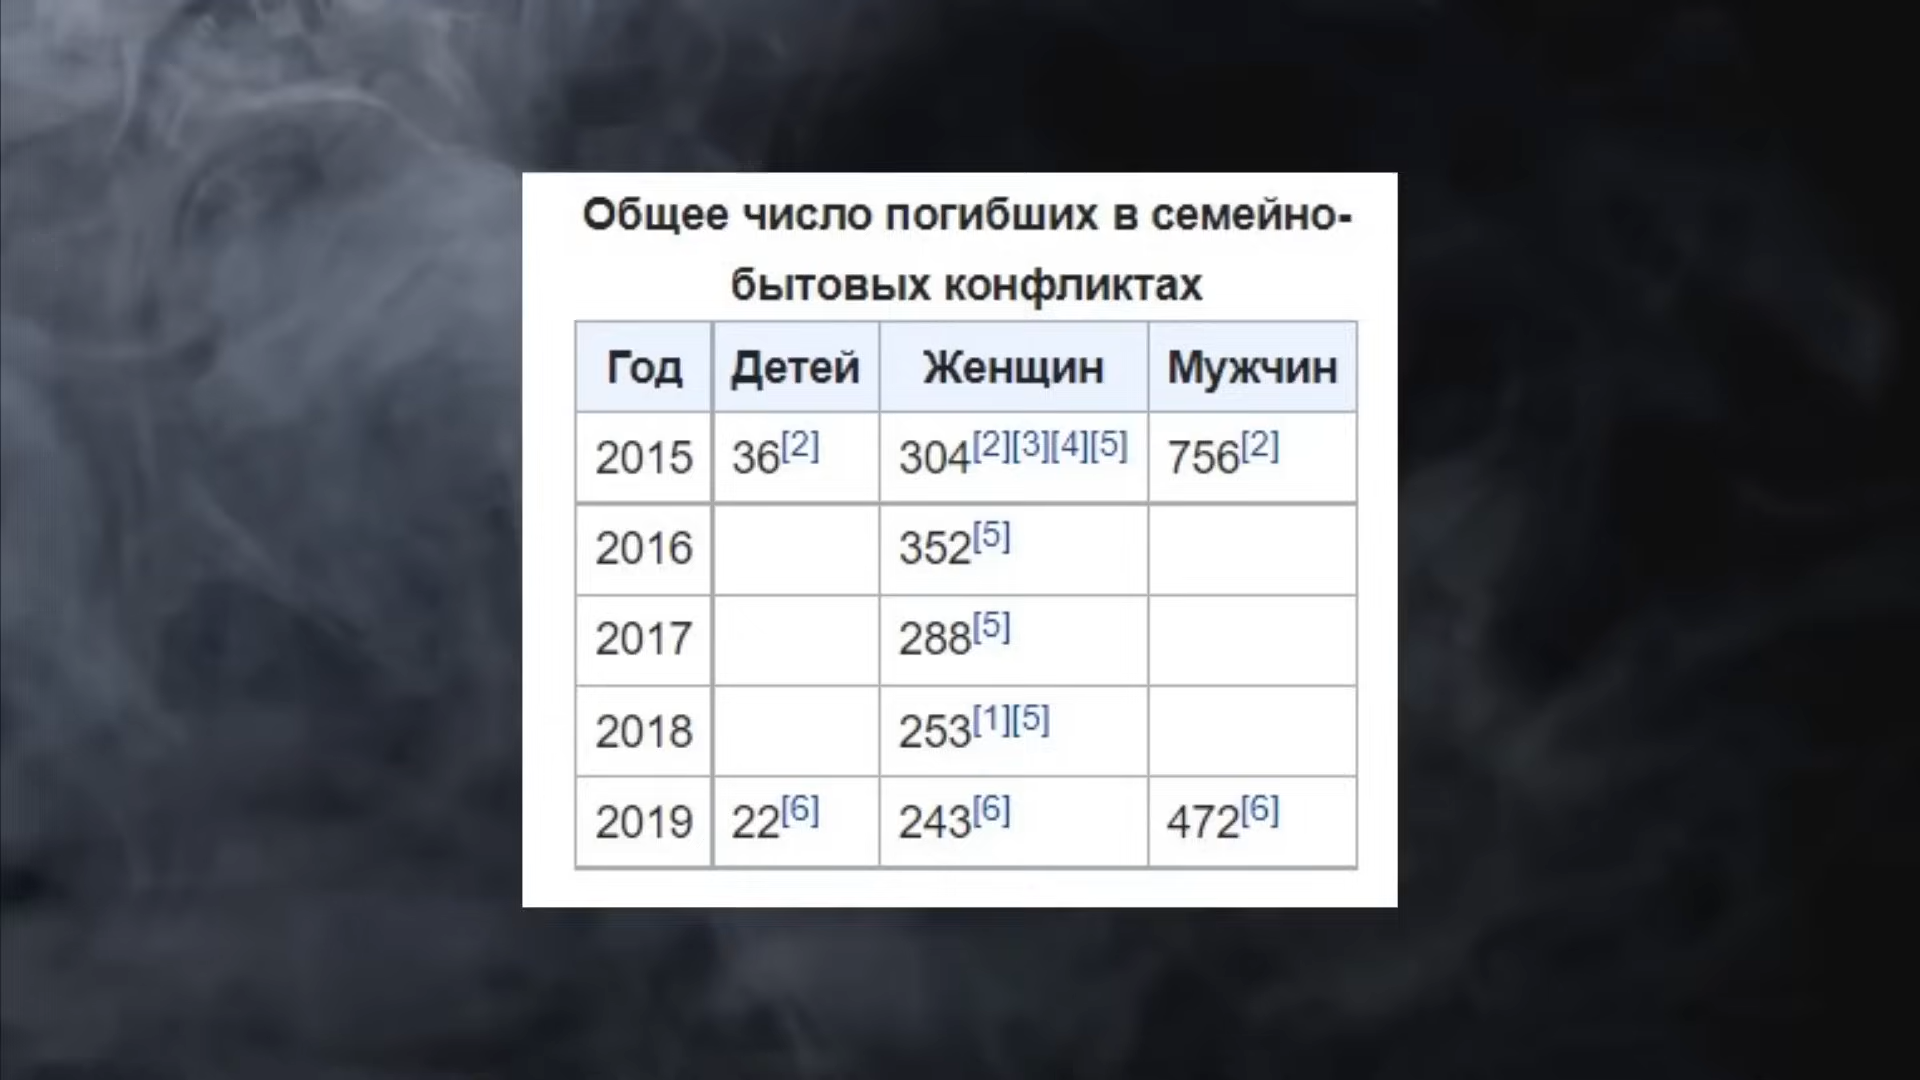 Общее число погибших в семейно-
бытовых конфликтах
Год Детей Женщин Мужчин
2015 36[2] 304[2][3][4][5] 756[2]
2016 352[5]
2017 288[5]
2018 253[1][5]
2019 22[6] 243[6] 472[6]